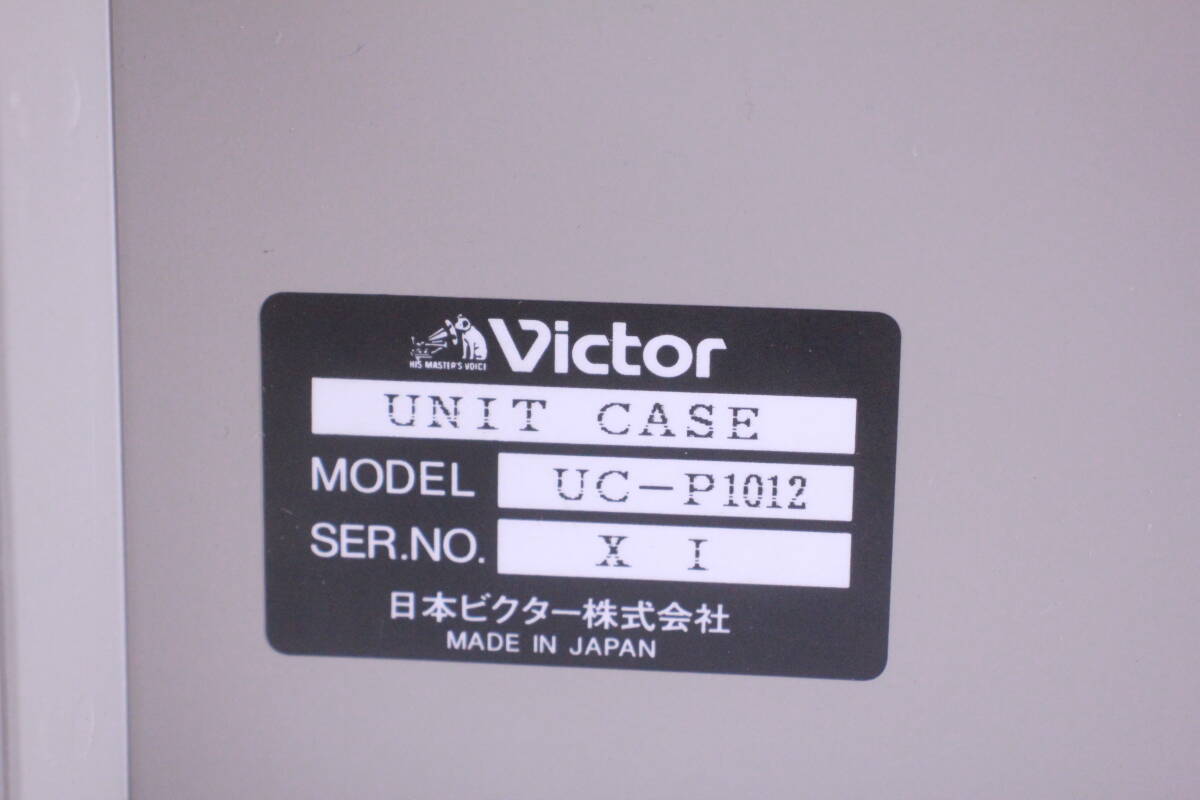 Victor
HIS MASTER'S VOICE
UNIT CASE
MODEL UC-P1012
SER.NO. X I
日本ビクター株式会社
MADE IN JAPAN